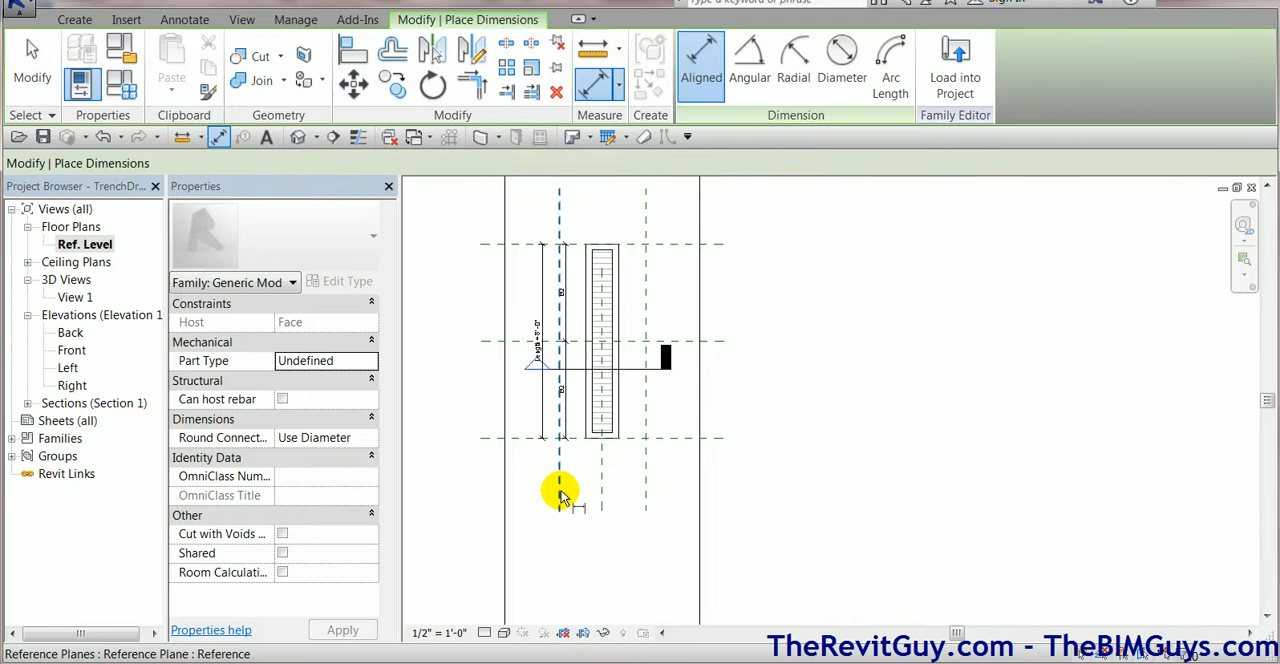 Create Insert Annotate View Manage Add-Ins Modify | Place Dimensions
Modify Paste Cut Join Aligned Angular Radial Diameter Arc Length Load into Project
Select Properties Clipboard Geometry Modify Measure Create Dimension Family Editor
Modify | Place Dimensions
Project Browser - TrenchDr...
Properties
Views (all)
Floor Plans
Ref. Level
Ceiling Plans
3D Views
View 1
Elevations (Elevation 1
Back
Front
Left
Right
Sections (Section 1)
Sheets (all)
Families
Groups
Revit Links
Family: Generic Mod Edit Type
Constraints
Host Face
Mechanical
Part Type Undefined
Structural
Can host rebar
Dimensions
Round Connect... Use Diameter
Identity Data
OmniClass Num...
OmniClass Title
Other
Cut with Voids ...
Shared
Room Calculati...
Properties help Apply
EQ
Length = 8'-0"
EQ
1/2" = 1'-0"
Reference Planes : Reference Plane : Reference
TheRevitGuy.com - TheBIMGuys.com